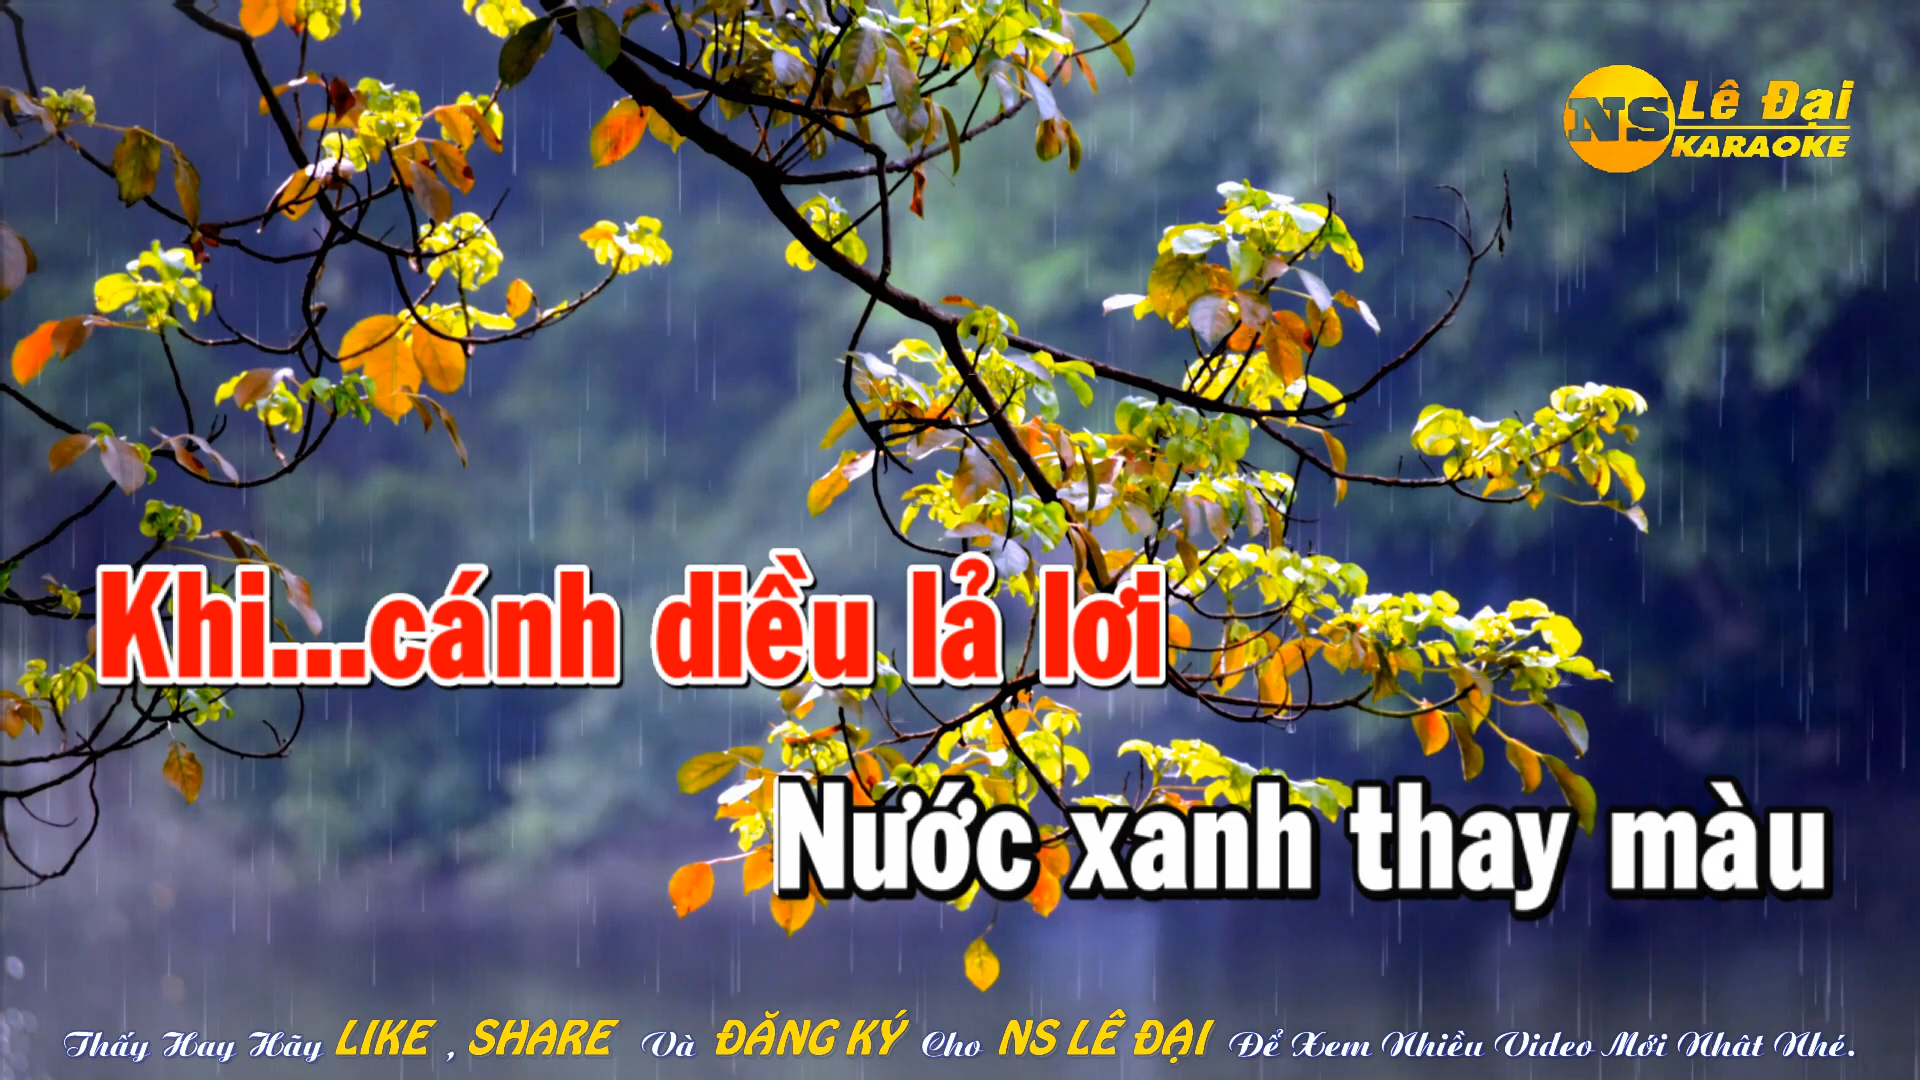 NS Lê Đại
KARAOKE
Khi...cánh diều lả lơi
Nước xanh thay màu
Thấy Hay Hãy LIKE , SHARE Và ĐĂNG KÝ Cho NS LÊ ĐẠI Để Xem Nhiều Video Mới Nhât Nhé.